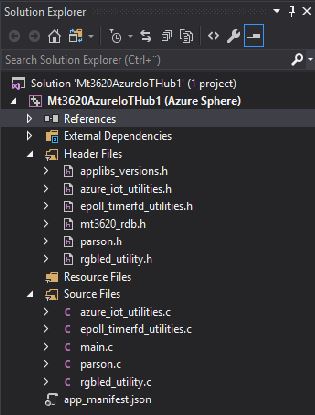 Solution Explorer
Search Solution Explorer (Ctrl+¨)
Solution 'Mt3620AzureIoTHub1' (1 project)
Mt3620AzureIoTHub1 (Azure Sphere)
References
External Dependencies
Header Files
applibs_versions.h
azure_iot_utilities.h
epoll_timerfd_utilities.h
mt3620_rdb.h
parson.h
rgbled_utility.h
Resource Files
Source Files
azure_iot_utilities.c
epoll_timerfd_utilities.c
main.c
parson.c
rgbled_utility.c
app_manifest.json